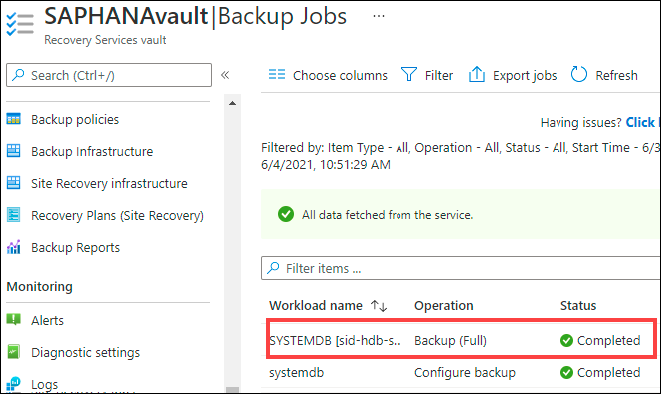 SAPHANAvault | Backup Jobs ...
Recovery Services vault
Search (Ctrl+/)
«
Choose columns Filter Export jobs Refresh
Backup policies
Backup Infrastructure
Site Recovery infrastructure
Recovery Plans (Site Recovery)
Backup Reports
Monitoring
Alerts
Diagnostic settings
Logs
Having issues? Click
Filtered by: Item Type - All, Operation - All, Status - All, Start Time - 6/3
6/4/2021, 10:51:29 AM
All data fetched from the service.
Filter items ...
Workload name ↑↓ Operation Status
SYSTEMDB [sid-hdb-s.. Backup (Full) Completed
systemdb Configure backup Completed